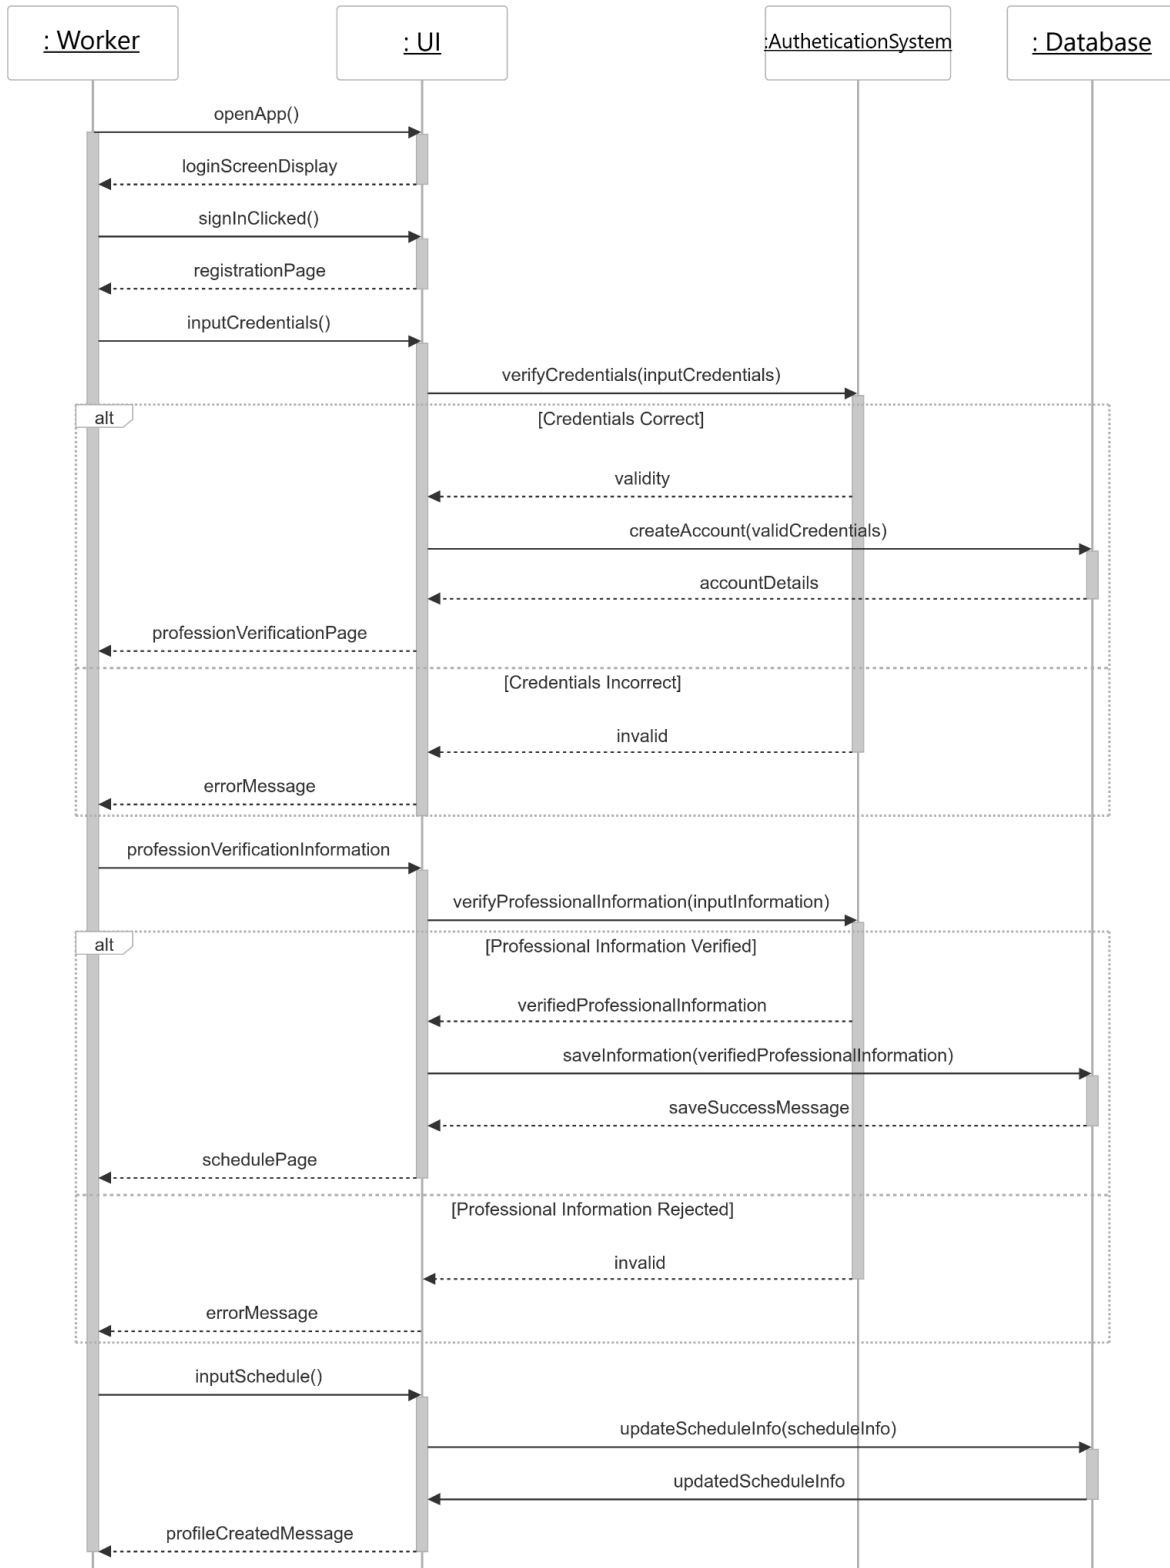 : Worker
: UI
:AutheticationSystem
: Database
openApp()
loginScreenDisplay
signInClicked()
registrationPage
inputCredentials()
verifyCredentials(inputCredentials)
alt
[Credentials Correct]
validity
createAccount(validCredentials)
accountDetails
professionVerificationPage
[Credentials Incorrect]
invalid
errorMessage
professionVerificationInformation
verifyProfessionalInformation(inputInformation)
alt
[Professional Information Verified]
verifiedProfessionalInformation
saveInformation(verifiedProfessionalInformation)
saveSuccessMessage
schedulePage
[Professional Information Rejected]
invalid
errorMessage
inputSchedule()
updateScheduleInfo(scheduleInfo)
updatedScheduleInfo
profileCreatedMessage